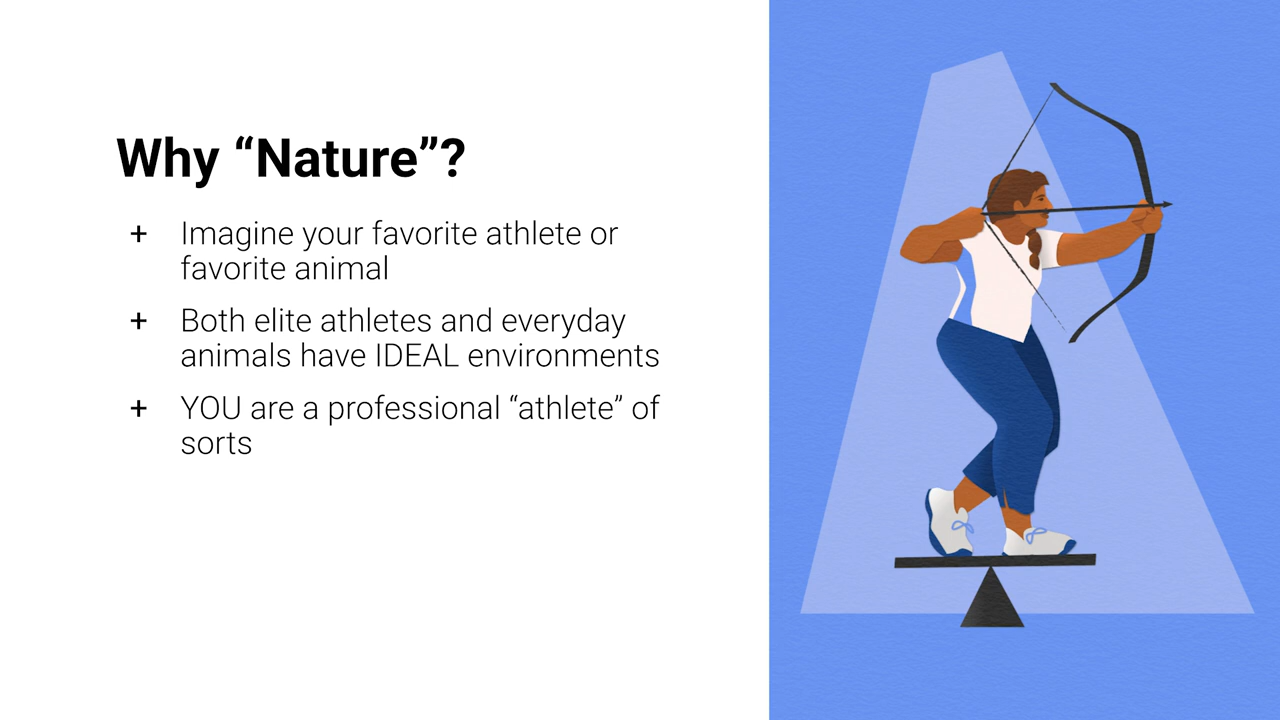 Why “Nature”?
+ Imagine your favorite athlete or
favorite animal
+ Both elite athletes and everyday
animals have IDEAL environments
+ YOU are a professional “athlete” of
sorts